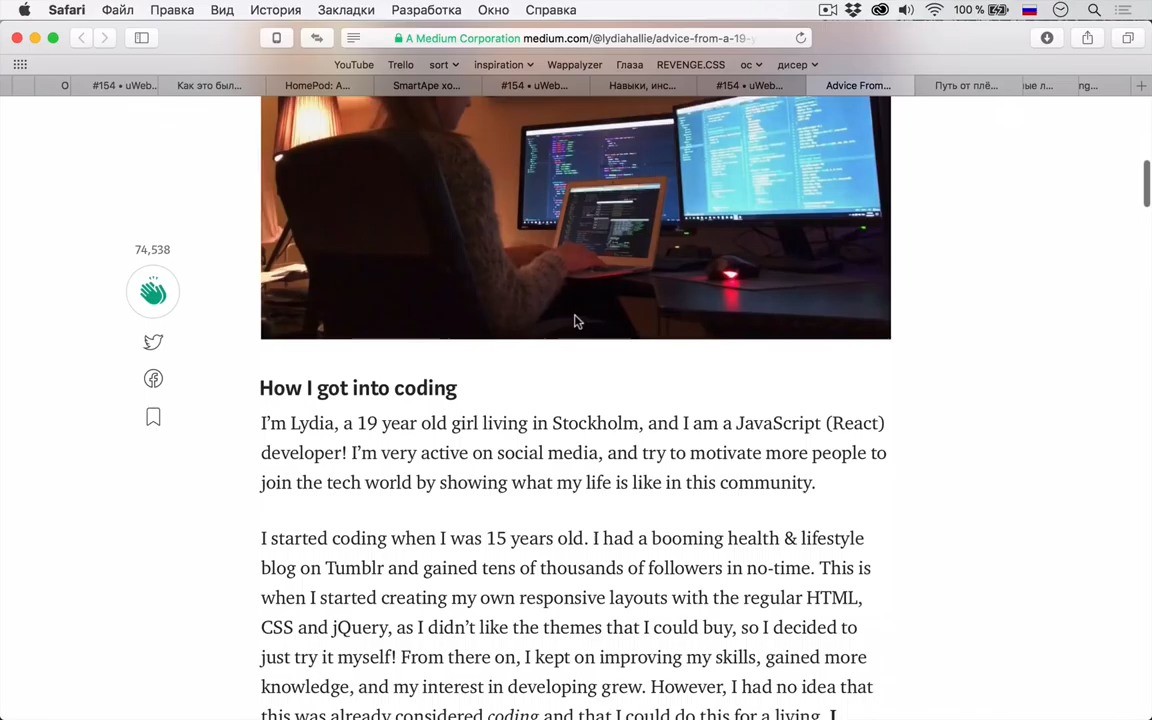 Safari Файл Правка Вид История Закладки Разработка Окно Справка 100 %
A Medium Corporation medium.com/@lydiahallie/advice-from-a-19-y
YouTube Trello sort inspiration Wappalyzer Глаза REVENGE.CSS ос дисер
О #154 • uWeb... Как это был... HomePod: A... SmartApe хо... #154 • uWeb... Навыки, инс... #154 • uWeb... Advice From... Путь от плё... ые л... ng...
74,538
How I got into coding
I’m Lydia, a 19 year old girl living in Stockholm, and I am a JavaScript (React)
developer! I’m very active on social media, and try to motivate more people to
join the tech world by showing what my life is like in this community.
I started coding when I was 15 years old. I had a booming health & lifestyle
blog on Tumblr and gained tens of thousands of followers in no-time. This is
when I started creating my own responsive layouts with the regular HTML,
CSS and jQuery, as I didn’t like the themes that I could buy, so I decided to
just try it myself! From there on, I kept on improving my skills, gained more
knowledge, and my interest in developing grew. However, I had no idea that
this was already considered coding and that I could do this for a living. I